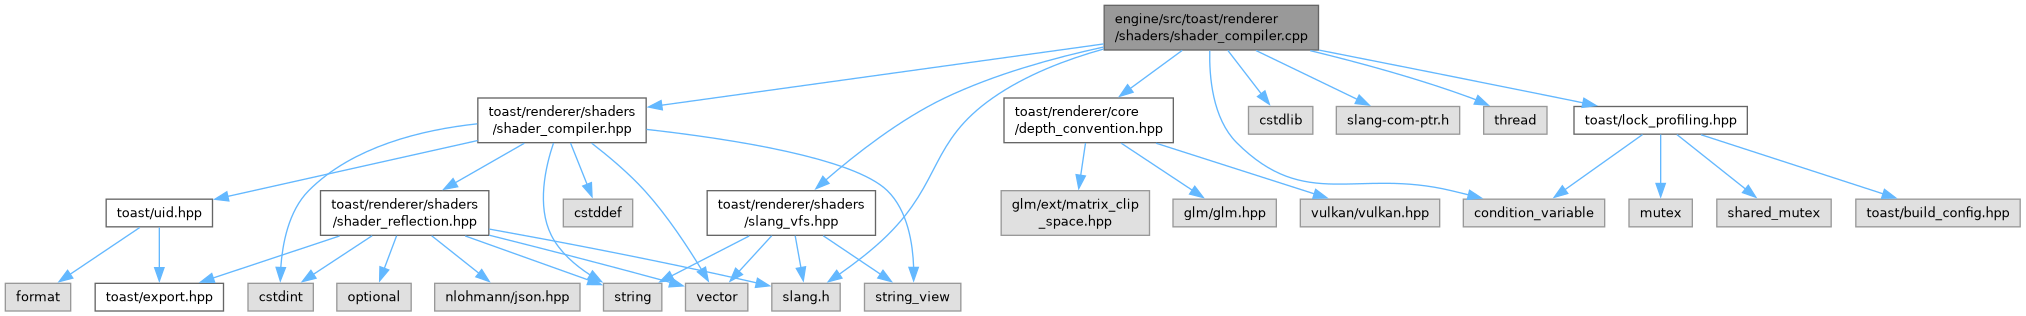 engine/src/toast/renderer
/shaders/shader_compiler.cpp
toast/renderer/shaders
/shader_compiler.hpp
toast/renderer/core
/depth_convention.hpp
cstdlib
slang-com-ptr.h
thread
toast/lock_profiling.hpp
toast/uid.hpp
toast/renderer/shaders
/shader_reflection.hpp
cstddef
toast/renderer/shaders
/slang_vfs.hpp
glm/ext/matrix_clip
_space.hpp
glm/glm.hpp
vulkan/vulkan.hpp
condition_variable
mutex
shared_mutex
toast/build_config.hpp
format
toast/export.hpp
cstdint
optional
nlohmann/json.hpp
string
vector
slang.h
string_view